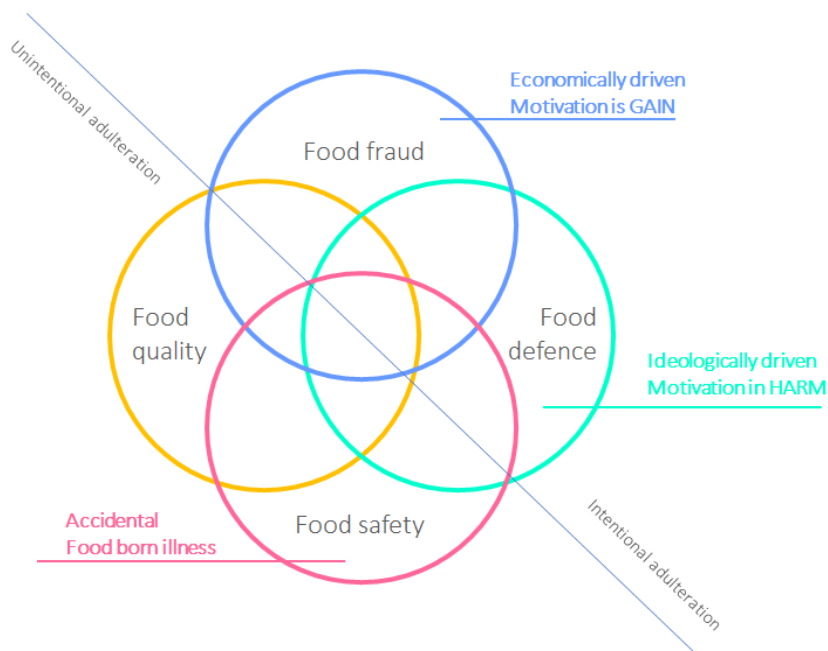 Unintentional adulteration
Economically driven
Motivation is GAIN
Food fraud
Food
quality
Food
defence
Ideologically driven
Motivation in HARM
Accidental
Food born illness
Food safety
Intentional adulteration